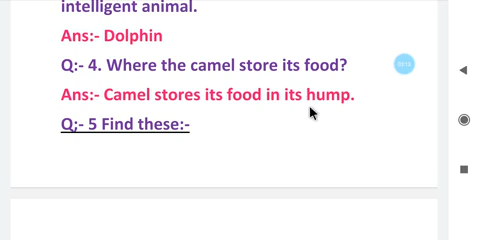 intelligent animal.
Ans:- Dolphin
Q:- 4. Where the camel store its food?
Ans:- Camel stores its food in its hump.
Q;- 5 Find these:-